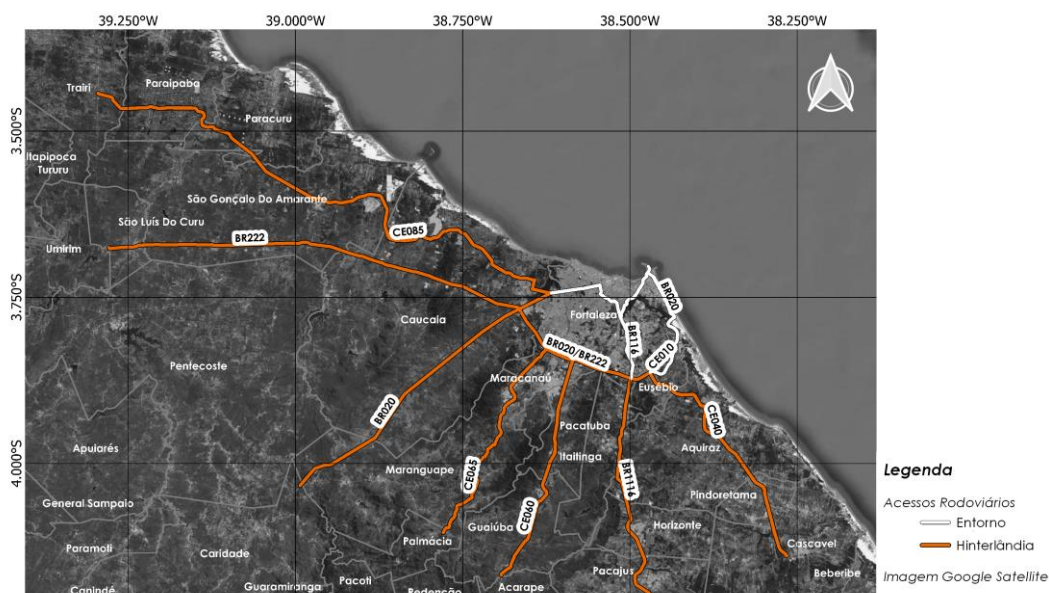 39.250°W
39.000°W
38.750°W
38.500°W
38.250°W
3.500°S
3.750°S
4.000°S
Trairi
Paraipaba
Paracuru
Itapipoca
Tururu
São Gonçalo Do Amarante
São Luís Do Curu
Umirim
BR222
CE085
Caucaia
Fortaleza
BR020
BR116
CE010
BR020/BR222
Pentecoste
Maracanaú
Eusébio
BR020
CE040
Pacatuba
Aquiraz
Apuiarés
Maranguape
Itaitinga
CE065
BR1116
Pindoretama
General Sampaio
Guaiúba
CE060
Horizonte
Paramoti
Caridade
Palmácia
Cascavel
Pacoti
Pacajus
Beberibe
Canindé
Guaramiranga
Redenção
Acarape
Legenda
Acessos Rodoviários
Entorno
Hinterlândia
Imagem Google Satellite